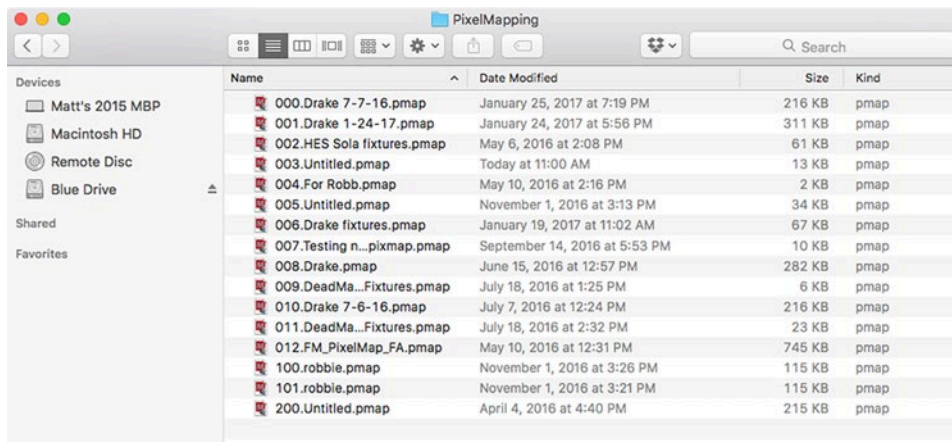 PixelMapping
Search
Devices
Matt's 2015 MBP
Macintosh HD
Remote Disc
Blue Drive
Shared
Favorites
Name Date Modified Size Kind
000.Drake 7-7-16.pmap January 25, 2017 at 7:19 PM 216 KB pmap
001.Drake 1-24-17.pmap January 24, 2017 at 5:56 PM 311 KB pmap
002.HES Sola fixtures.pmap May 6, 2016 at 2:08 PM 61 KB pmap
003.Untitled.pmap Today at 11:00 AM 13 KB pmap
004.For Robb.pmap May 10, 2016 at 2:16 PM 2 KB pmap
005.Untitled.pmap November 1, 2016 at 3:13 PM 34 KB pmap
006.Drake fixtures.pmap January 19, 2017 at 11:02 AM 67 KB pmap
007.Testing n...pixmap.pmap September 14, 2016 at 5:53 PM 10 KB pmap
008.Drake.pmap June 15, 2016 at 12:57 PM 282 KB pmap
009.DeadMa...Fixtures.pmap July 18, 2016 at 1:25 PM 6 KB pmap
010.Drake 7-6-16.pmap July 7, 2016 at 12:24 PM 216 KB pmap
011.DeadMa...Fixtures.pmap July 18, 2016 at 2:32 PM 23 KB pmap
012.FM_PixelMap_FA.pmap May 10, 2016 at 12:31 PM 745 KB pmap
100.robbie.pmap November 1, 2016 at 3:26 PM 115 KB pmap
101.robbie.pmap November 1, 2016 at 3:21 PM 115 KB pmap
200.Untitled.pmap April 4, 2016 at 4:40 PM 215 KB pmap